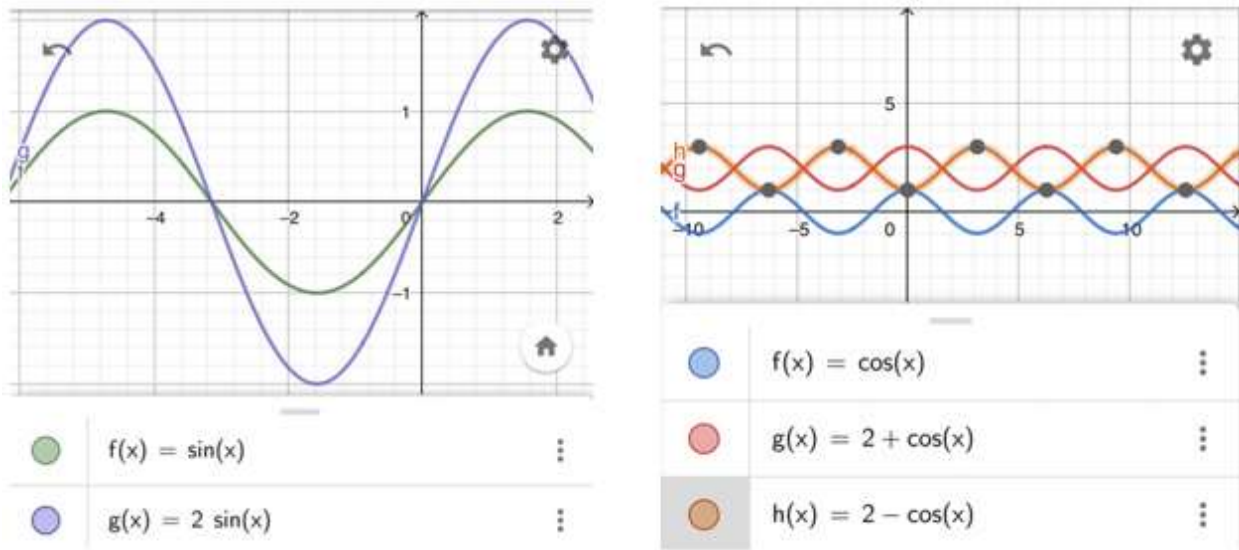 g
f
1
−4
−2
0
2
−1
f(x) = sin(x)
g(x) = 2 sin(x)
5
h
g
f
−10
−5
0
5
10
f(x) = cos(x)
g(x) = 2 + cos(x)
h(x) = 2 − cos(x)